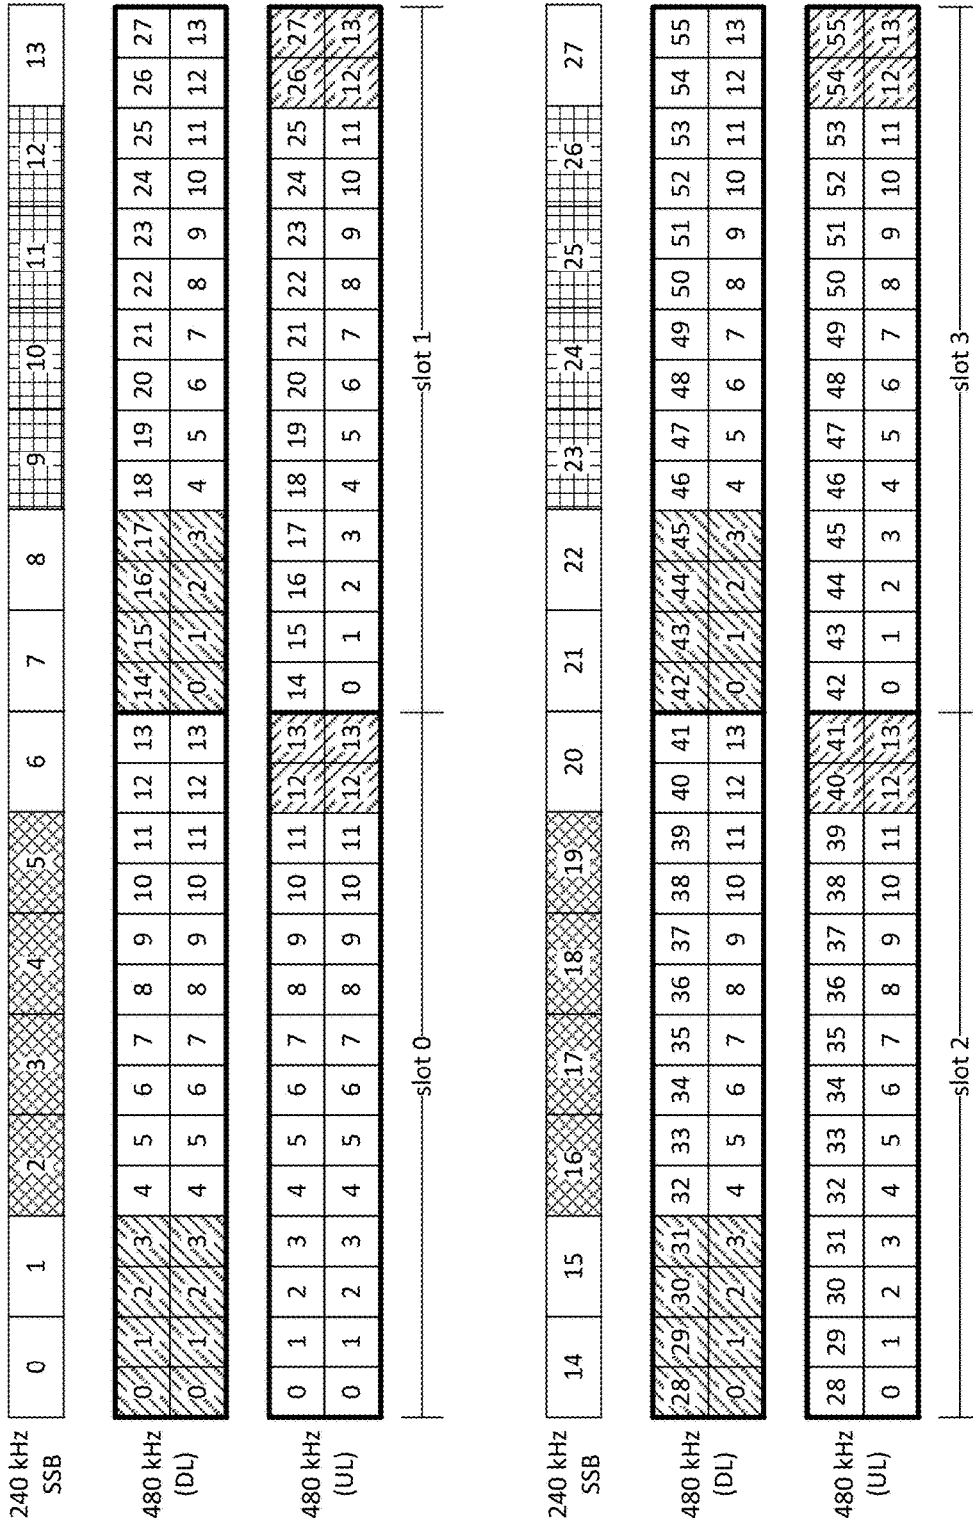 240 kHz SSB
0 1 2 3 4 5 6 7 8 9 10 11 12 13
480 kHz (DL)
0 1 2 3 4 5 6 7 8 9 10 11 12 13 14 15 16 17 18 19 20 21 22 23 24 25 26 27
0 1 2 3 4 5 6 7 8 9 10 11 12 13 0 1 2 3 4 5 6 7 8 9 10 11 12 13
480 kHz (UL)
0 1 2 3 4 5 6 7 8 9 10 11 12 13 14 15 16 17 18 19 20 21 22 23 24 25 26 27
0 1 2 3 4 5 6 7 8 9 10 11 12 13 0 1 2 3 4 5 6 7 8 9 10 11 12 13
slot 0 slot 1
240 kHz SSB
14 15 16 17 18 19 20 21 22 23 24 25 26 27
480 kHz (DL)
28 29 30 31 32 33 34 35 36 37 38 39 40 41 42 43 44 45 46 47 48 49 50 51 52 53 54 55
0 1 2 3 4 5 6 7 8 9 10 11 12 13 0 1 2 3 4 5 6 7 8 9 10 11 12 13
480 kHz (UL)
28 29 30 31 32 33 34 35 36 37 38 39 40 41 42 43 44 45 46 47 48 49 50 51 52 53 54 55
0 1 2 3 4 5 6 7 8 9 10 11 12 13 0 1 2 3 4 5 6 7 8 9 10 11 12 13
slot 2 slot 3